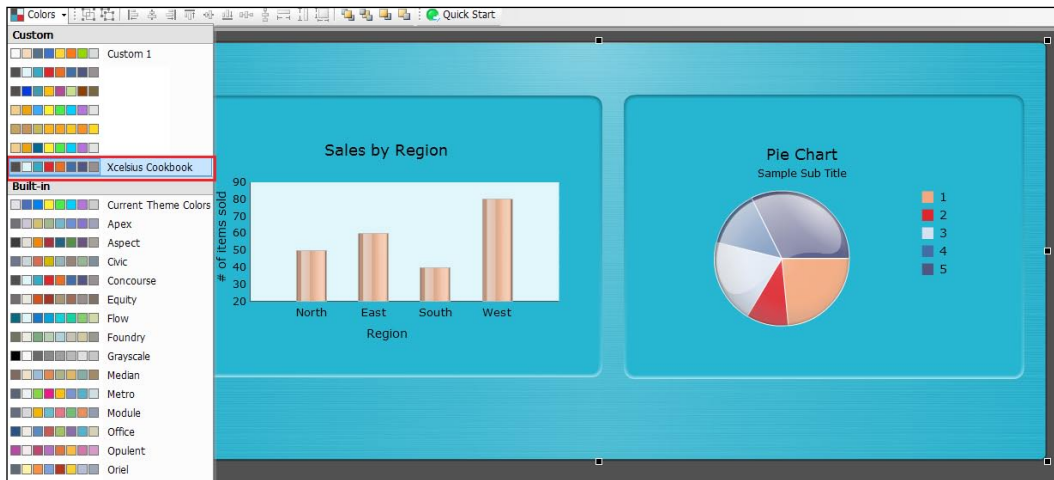 Colors
Quick Start
Custom
Custom 1
Xcelsius Cookbook
Built-in
Current Theme Colors
Apex
Aspect
Civic
Concourse
Equity
Flow
Foundry
Grayscale
Median
Metro
Module
Office
Opulent
Oriel
Sales by Region
# of items sold
90
80
70
60
50
40
30
20
North East South West
Region
Pie Chart
Sample Sub Title
1
2
3
4
5